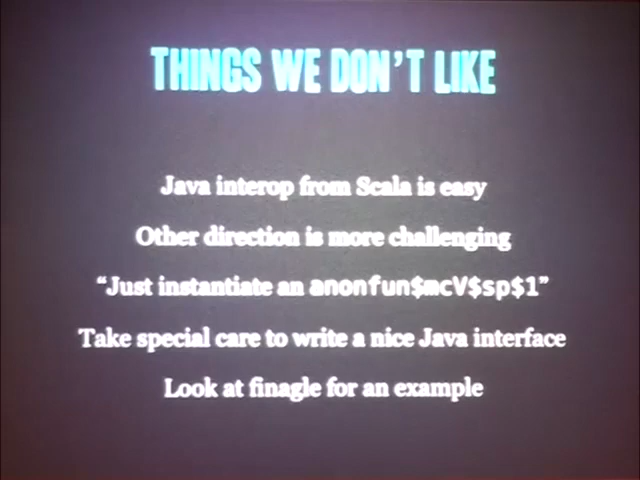 THINGS WE DON'T LIKE
Java interop from Scala is easy
Other direction is more challenging
“Just instantiate an anonfun$mcV$sp$1”
Take special care to write a nice Java interface
Look at finagle for an example